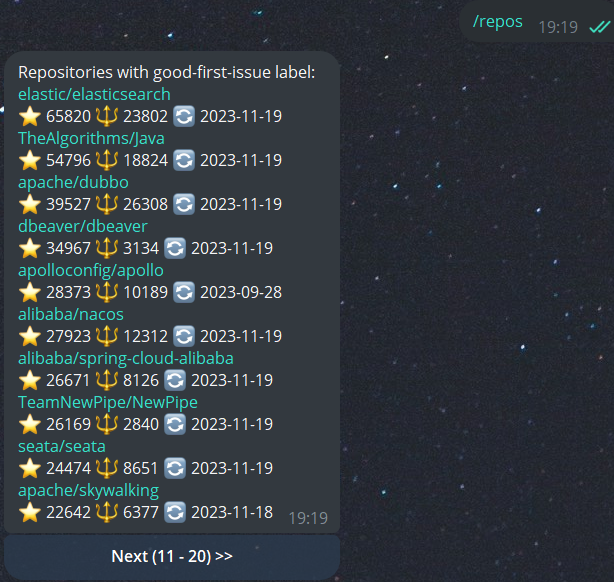 /repos 19:19
Repositories with good-first-issue label:
elastic/elasticsearch
⭐ 65820 🔱 23802 🔄 2023-11-19
TheAlgorithms/Java
⭐ 54796 🔱 18824 🔄 2023-11-19
apache/dubbo
⭐ 39527 🔱 26308 🔄 2023-11-19
dbeaver/dbeaver
⭐ 34967 🔱 3134 🔄 2023-11-19
apolloconfig/apollo
⭐ 28373 🔱 10189 🔄 2023-09-28
alibaba/nacos
⭐ 27923 🔱 12312 🔄 2023-11-19
alibaba/spring-cloud-alibaba
⭐ 26671 🔱 8126 🔄 2023-11-19
TeamNewPipe/NewPipe
⭐ 26169 🔱 2840 🔄 2023-11-19
seata/seata
⭐ 24474 🔱 8651 🔄 2023-11-19
apache/skywalking
⭐ 22642 🔱 6377 🔄 2023-11-18 19:19
Next (11 - 20) >>